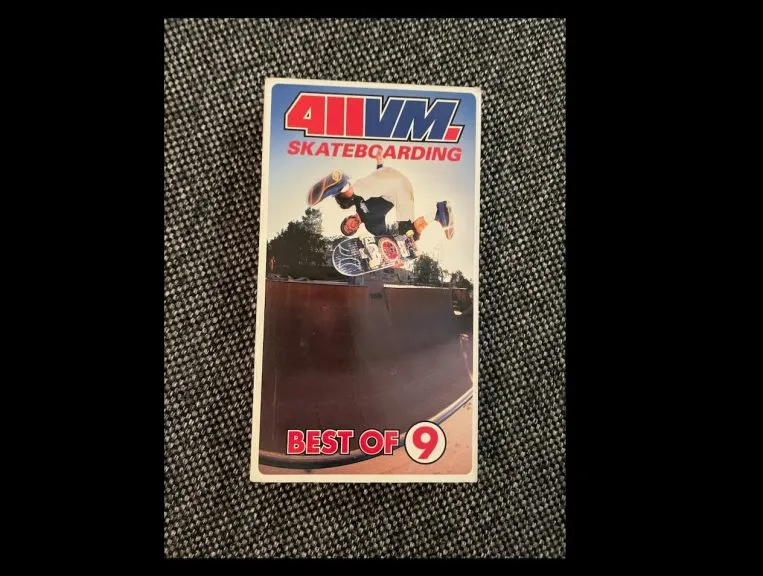 411VM.
SKATEBOARDING
BEST OF 9